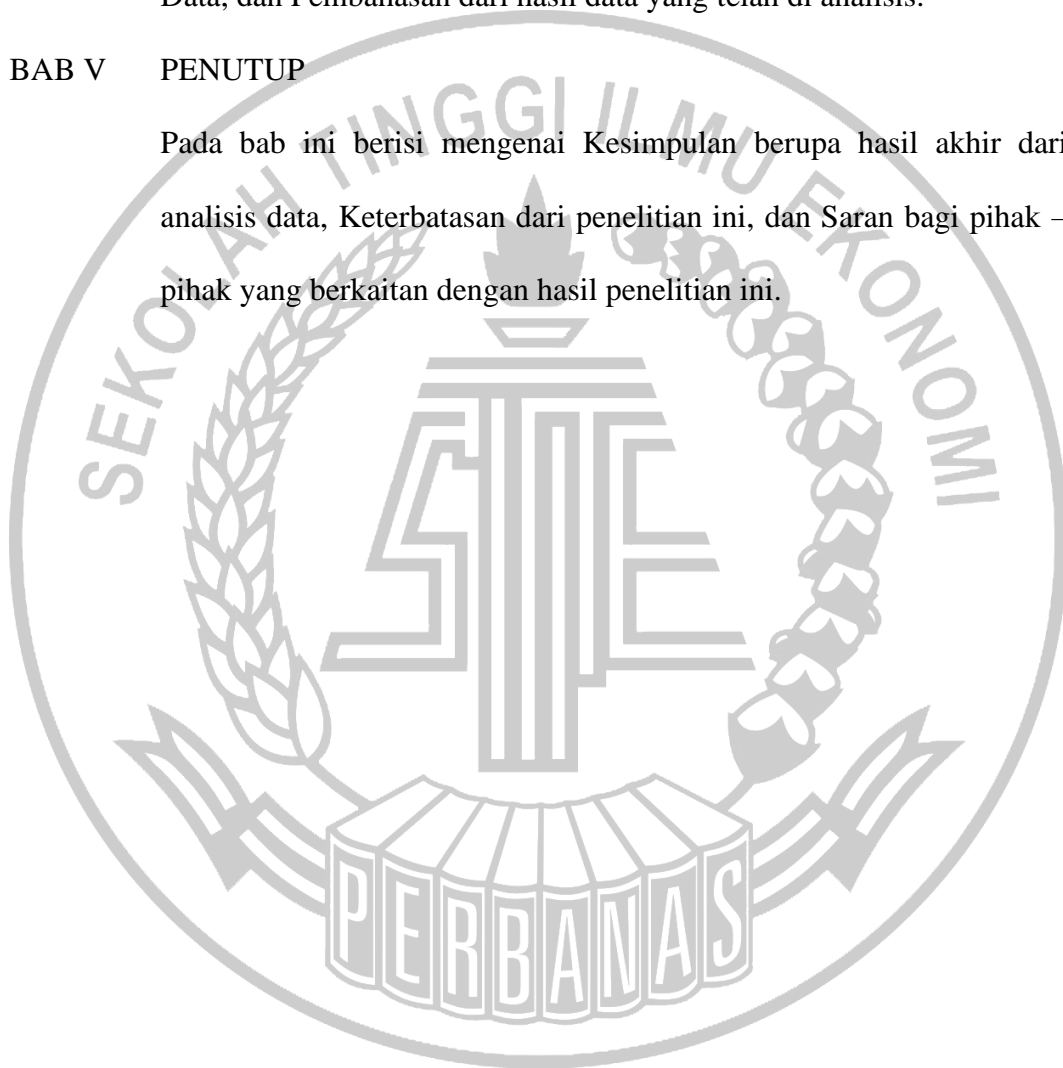 Data, dan Pembahasan dari hasil data yang telah di analisis.
BAB V PENUTUP
Pada bab ini berisi mengenai Kesimpulan berupa hasil akhir dari
analisis data, Keterbatasan dari penelitian ini, dan Saran bagi pihak –
pihak yang berkaitan dengan hasil penelitian ini.
SEKOLAH TINGGI ILMU EKONOMI
STIE
PERBANAS